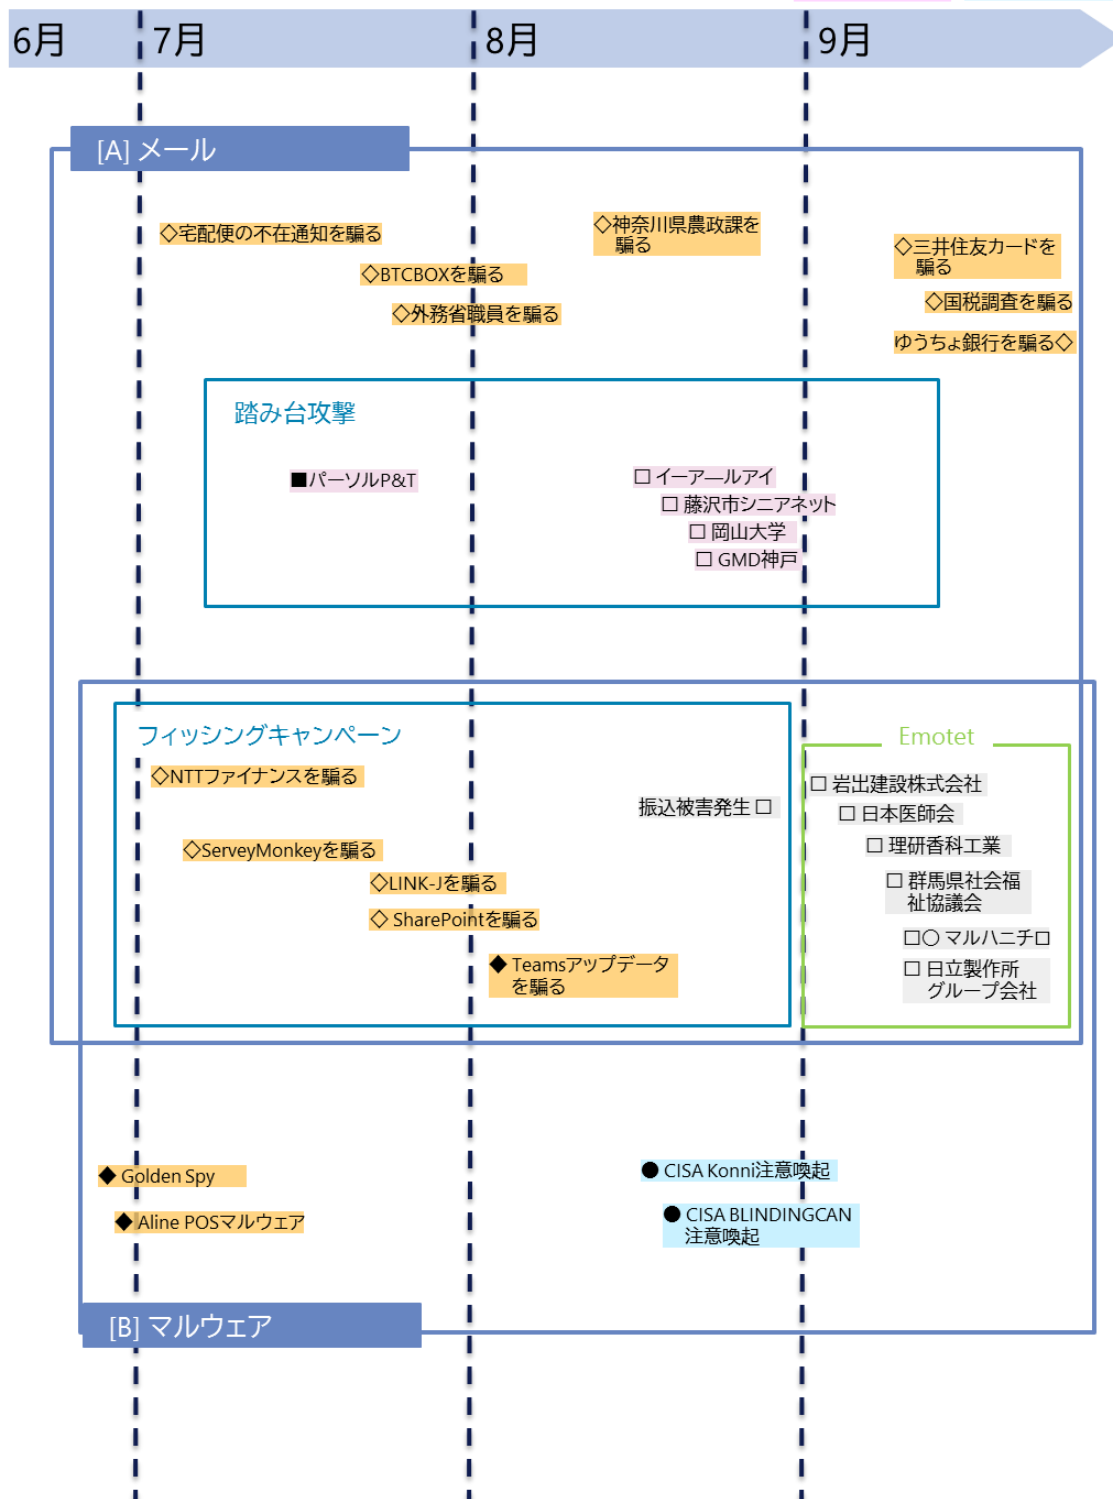 6月
7月
8月
9月
[A] メール
◇宅配便の不在通知を騙る
◇神奈川県農政課を
騙る
◇三井住友カードを
騙る
◇BTCBOXを騙る
◇国税調査を騙る
◇外務省職員を騙る
ゆうちょ銀行を騙る◇
踏み台攻撃
■パーソルP&T
□ イーア―ルアイ
□ 藤沢市シニアネット
□ 岡山大学
□ GMD神戸
フィッシングキャンペーン
◇NTTファイナンスを騙る
振込被害発生 □
◇ServeyMonkeyを騙る
◇LINK-Jを騙る
◇ SharePointを騙る
◆ Teamsアップデータ
を騙る
Emotet
□ 岩出建設株式会社
□ 日本医師会
□ 理研香科工業
□ 群馬県社会福
祉協議会
□○ マルハニチロ
□ 日立製作所
グループ会社
◆ Golden Spy
● CISA Konni注意喚起
◆ Aline POSマルウェア
● CISA BLINDINGCAN
注意喚起
[B] マルウェア